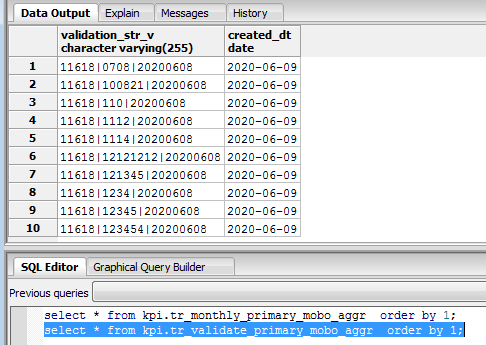 Data Output Explain Messages History
validation_str_v created_dt
character varying(255) date
1 11618|0708|20200608 2020-06-09
2 11618|100821|20200608 2020-06-09
3 11618|110|20200608 2020-06-09
4 11618|1112|20200608 2020-06-09
5 11618|1114|20200608 2020-06-09
6 11618|12121212|20200608 2020-06-09
7 11618|121345|20200608 2020-06-09
8 11618|1234|20200608 2020-06-09
9 11618|12345|20200608 2020-06-09
10 11618|123454|20200608 2020-06-09
SQL Editor Graphical Query Builder
Previous queries
select * from kpi.tr_monthly_primary_mobo_aggr order by 1;
select * from kpi.tr_validate_primary_mobo_aggr order by 1;